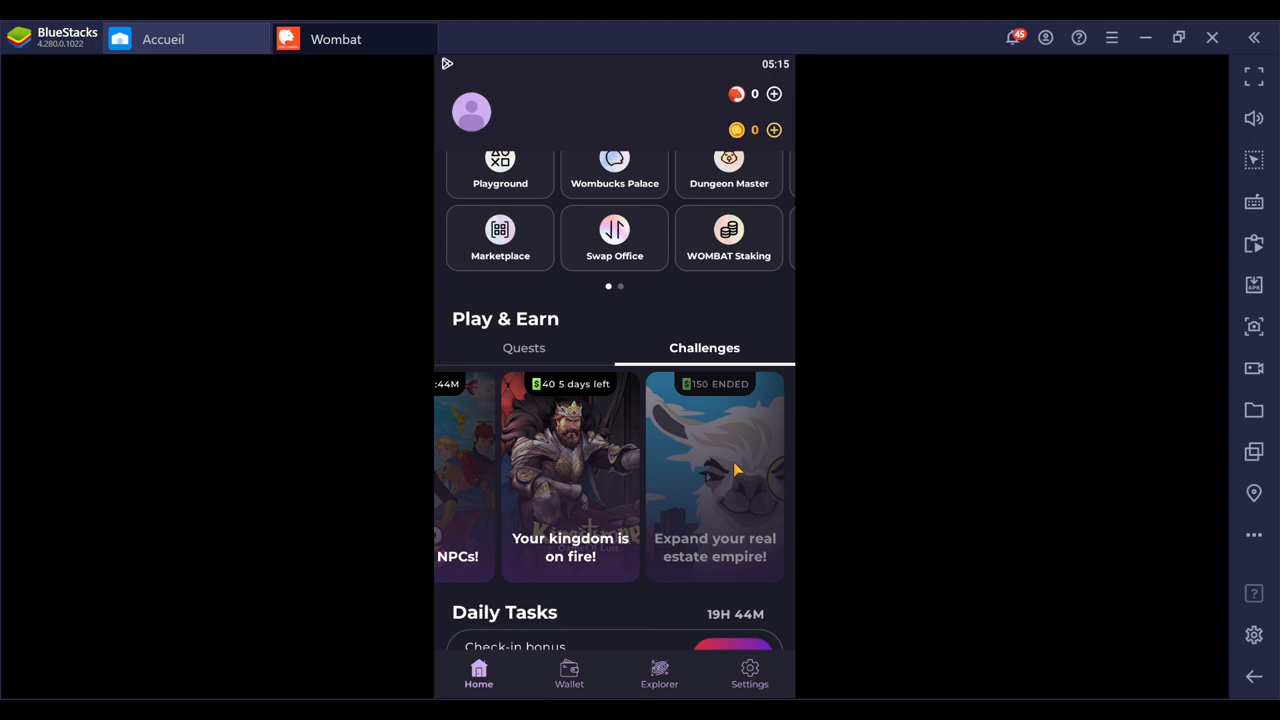 BlueStacks
4.280.0.1022
Accueil
Wombat
45
05:15
0
0
Playground
Wombucks Palace
Dungeon Master
Marketplace
Swap Office
WOMBAT Staking
Play & Earn
Quests
Challenges
:44M
$40 5 days left
$150 ENDED
NPCs!
Your kingdom is
on fire!
Expand your real
estate empire!
Daily Tasks
19H 44M
Check-in bonus
Home
Wallet
Explorer
Settings
APK